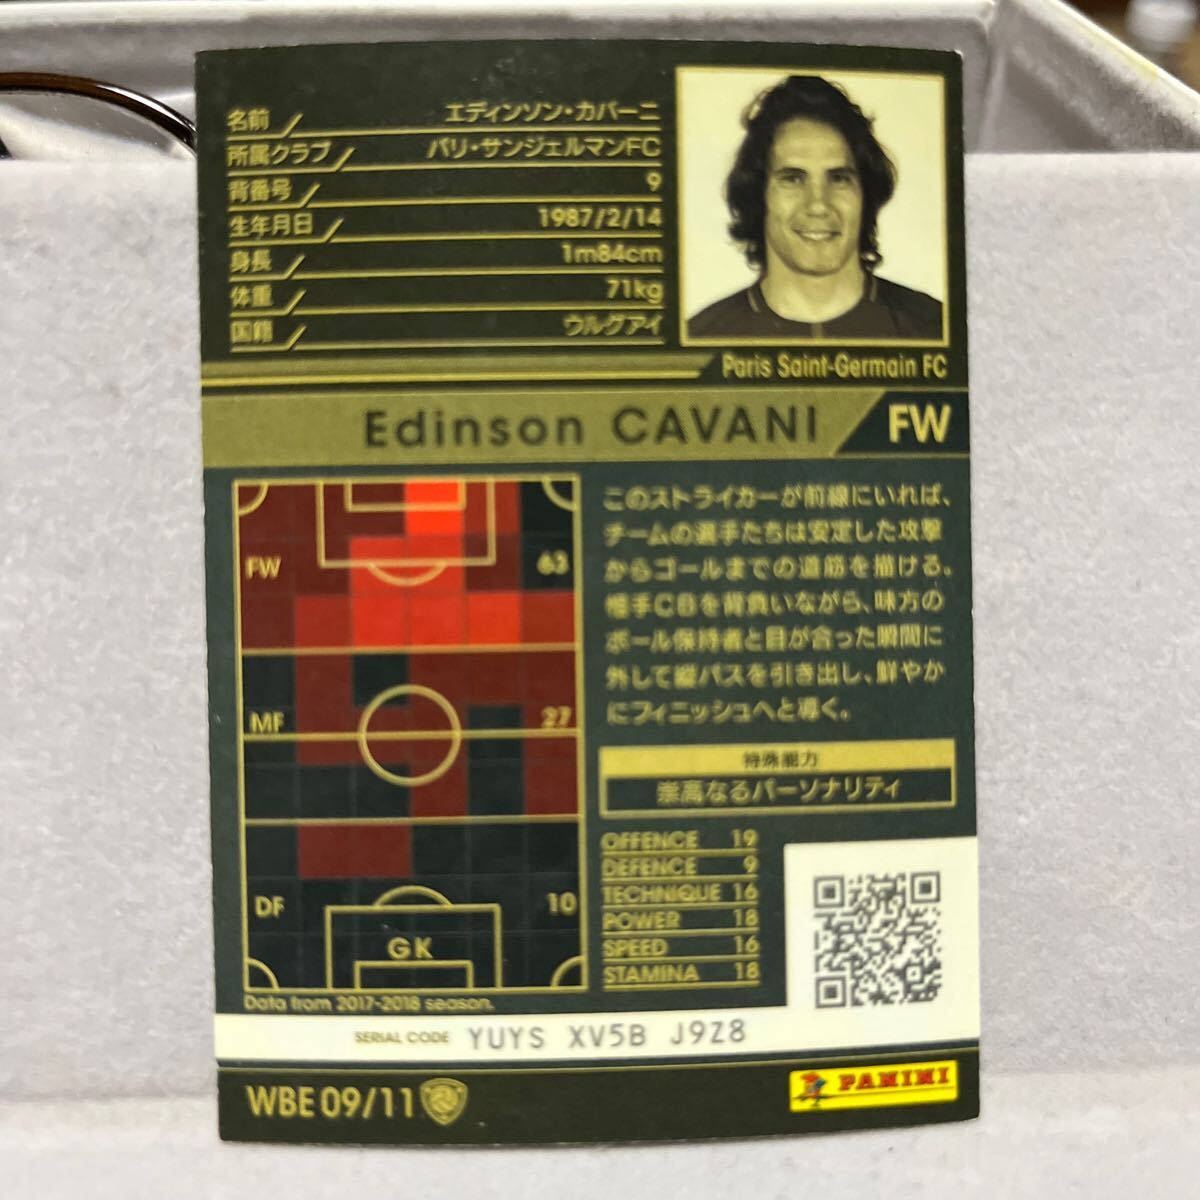 名前 エディンソン・カバーニ
所属クラブ パリ・サンジェルマンFC
背番号 9
生年月日 1987/2/14
身長 1m84cm
体重 71kg
国籍 ウルグアイ
Paris Saint-Germain FC
Edinson CAVANI FW
FW 63
MF 27
DF 10
GK
Data from 2017-2018 season.
このストライカーが前線にいれば、
チームの選手たちは安定した攻撃
からゴールまでの道筋を描ける。
相手CBを背負いながら、味方の
ボール保持者と目が合った瞬間に
外して縦パスを引き出し、鮮やか
にフィニッシュへと導く。
特殊能力
崇高なるパーソナリティ
OFFENCE 19
DEFENCE 9
TECHNIQUE 16
POWER 18
SPEED 16
STAMINA 18
SERIAL CODE YUYS XV5B J9Z8
WBE 09/11
PANINI